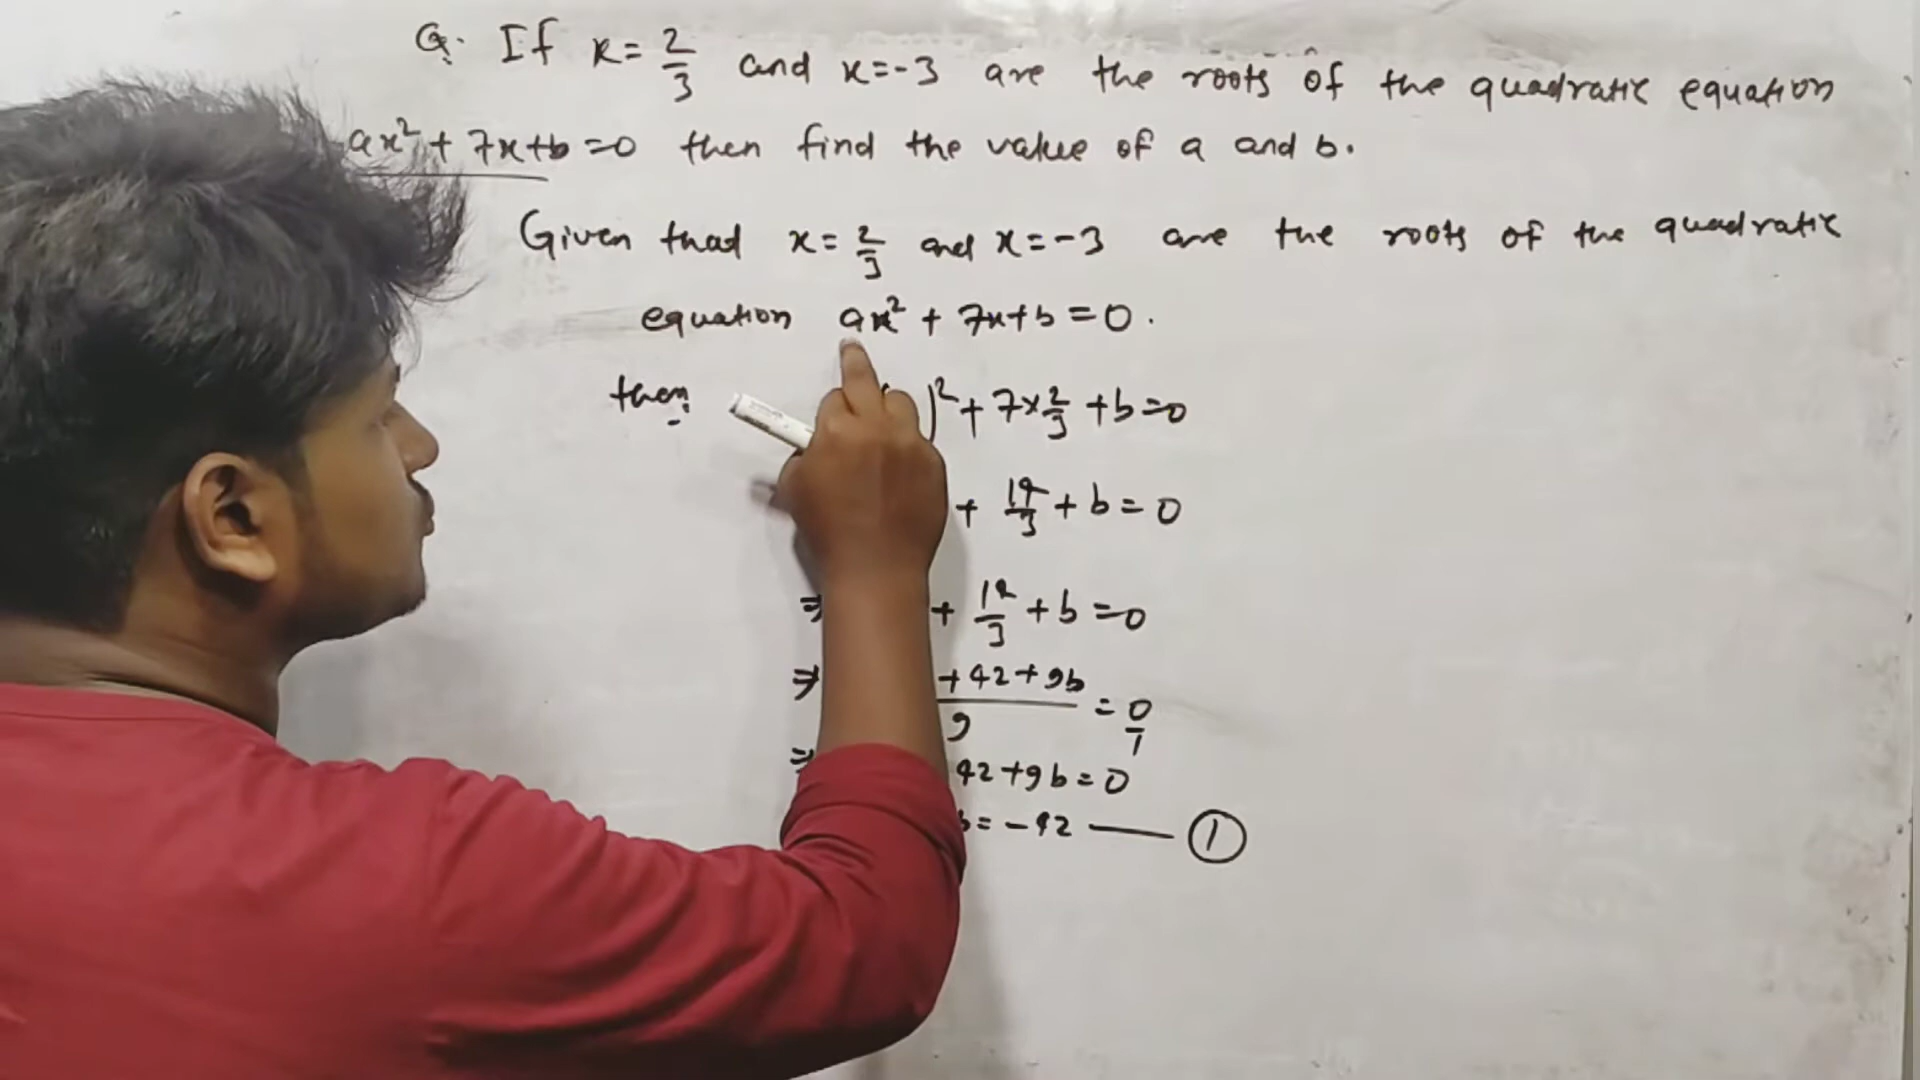 Q. If x = 2/3 and x = -3 are the roots of the quadratic equation
ax² + 7x + b = 0 then find the value of a and b.
Given that x = 2/3 and x = -3 are the roots of the quadratic
equation ax² + 7x + b = 0 .
then )² + 7 × 2/3 + b = 0
+ 14/3 + b = 0
⇒ + 14/3 + b = 0
⇒ + 42 + 9b / 9 = 0/1
⇒ 42 + 9b = 0
b = - 42 —— ①